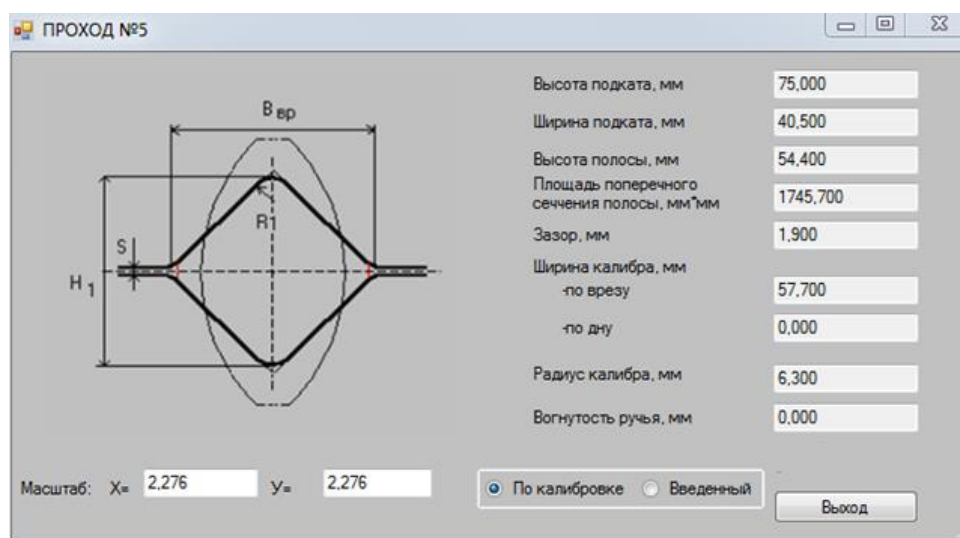 ПРОХОД №5
B вр
R1
S
H 1
Высота подката, мм 75,000
Ширина подката, мм 40,500
Высота полосы, мм 54,400
Площадь поперечного
сеччения полосы, мм*мм 1745,700
Зазор, мм 1,900
Ширина калибра, мм
-по врезу 57,700
-по дну 0,000
Радиус калибра, мм 6,300
Вогнутость ручья, мм 0,000
Масштаб: X= 2,276 У= 2,276
По калибровке Введенный
Выход